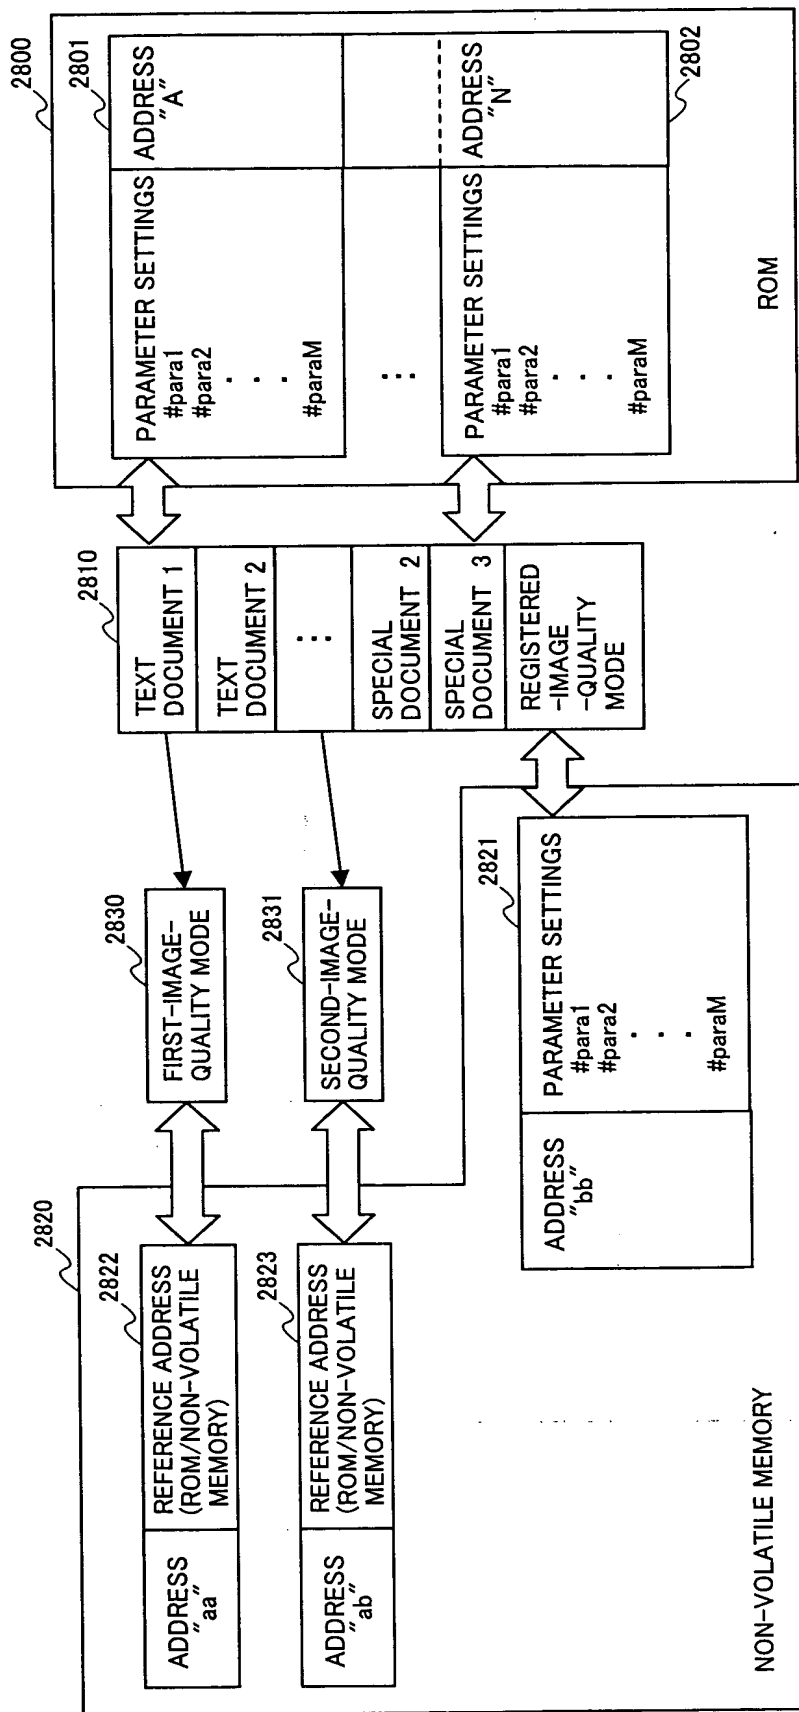 2820
2822
ADDRESS
"aa"
REFERENCE ADDRESS
(ROM/NON-VOLATILE
MEMORY)
2823
ADDRESS
"ab"
REFERENCE ADDRESS
(ROM/NON-VOLATILE
MEMORY)
NON-VOLATILE MEMORY
2830
FIRST-IMAGE-
QUALITY MODE
2831
SECOND-IMAGE-
QUALITY MODE
2821
ADDRESS
"bb"
PARAMETER SETTINGS
#para1
#para2
. . .
#paraM
2810
TEXT
DOCUMENT 1
TEXT
DOCUMENT 2
...
SPECIAL
DOCUMENT 2
SPECIAL
DOCUMENT 3
REGISTERED
-IMAGE
-QUALITY
MODE
2800
2801
PARAMETER SETTINGS
#para1
#para2
. . .
#paraM
ADDRESS
"A"
...
PARAMETER SETTINGS
#para1
#para2
. . .
#paraM
ADDRESS
"N"
2802
ROM